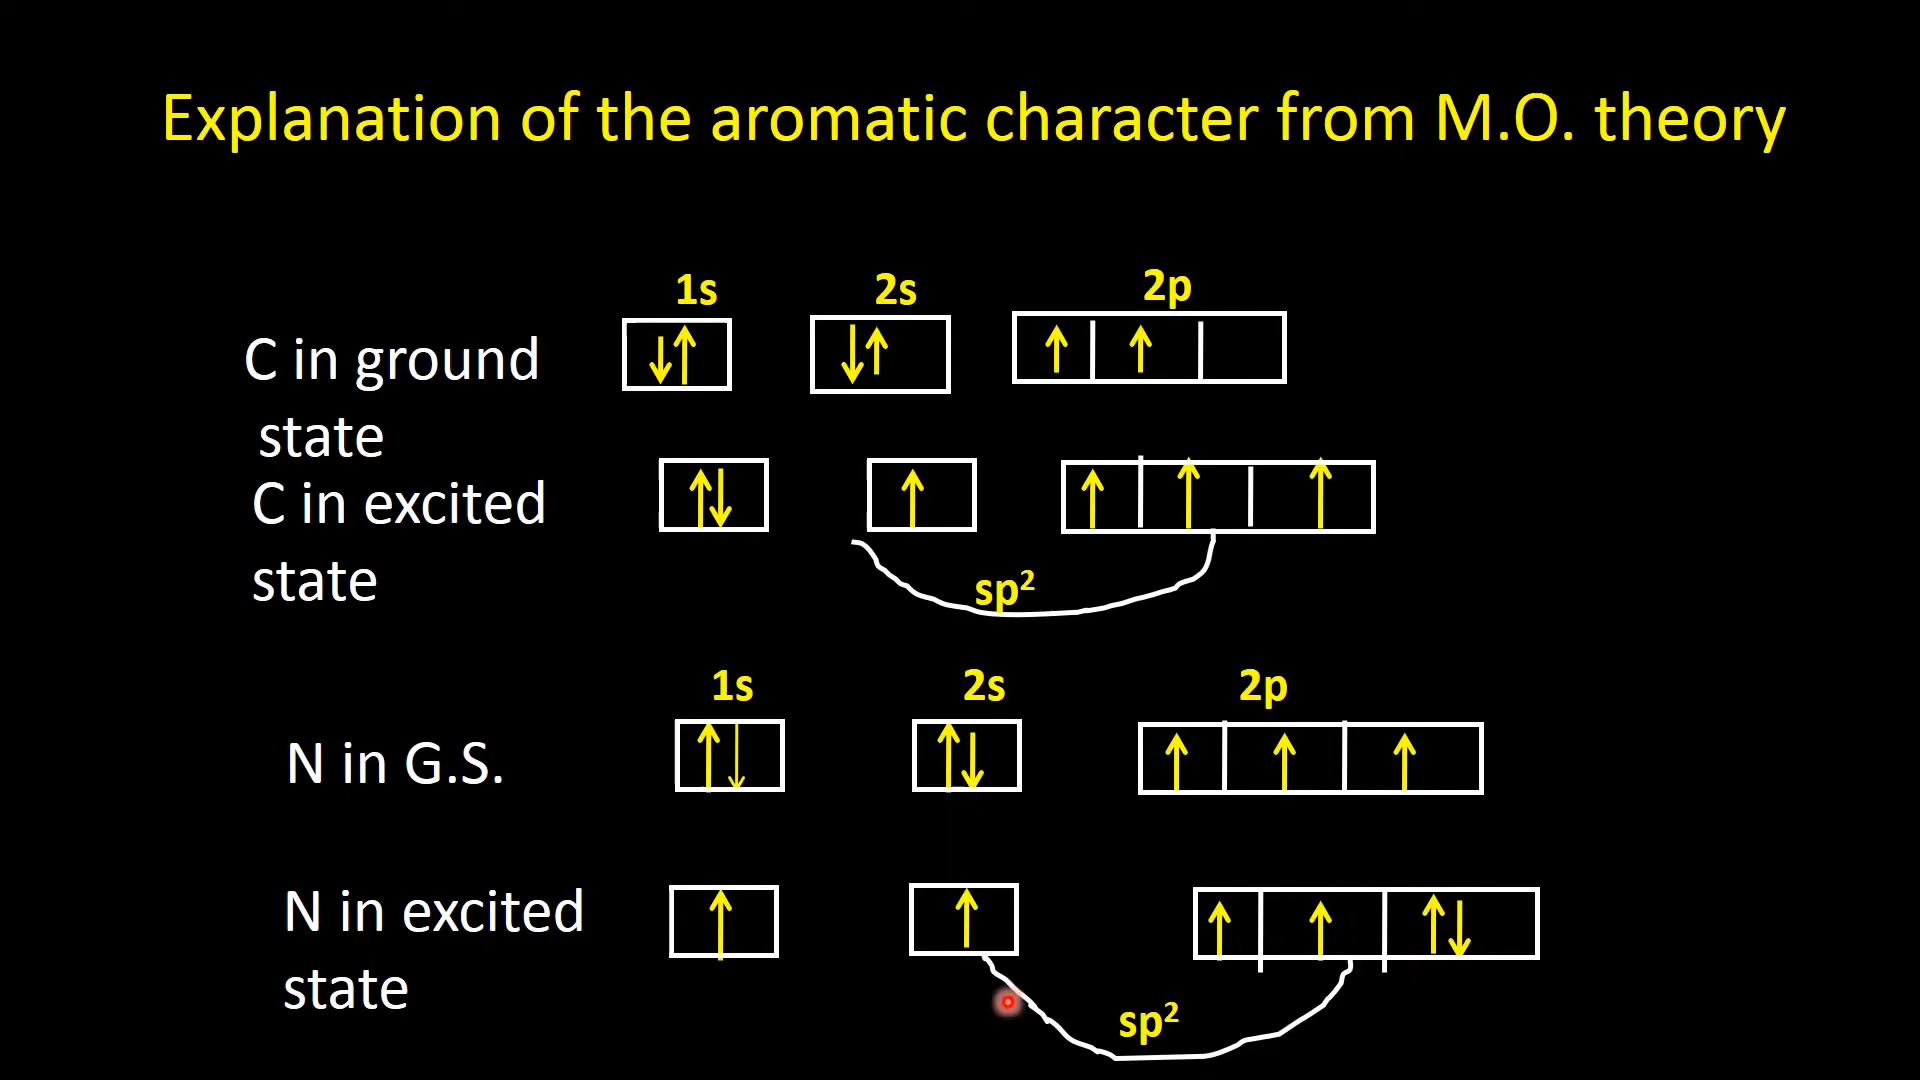 Explanation of the aromatic character from M.O. theory
1s 2s 2p
C in ground
state
C in excited
state
sp²
1s 2s 2p
N in G.S.
N in excited
state
sp²